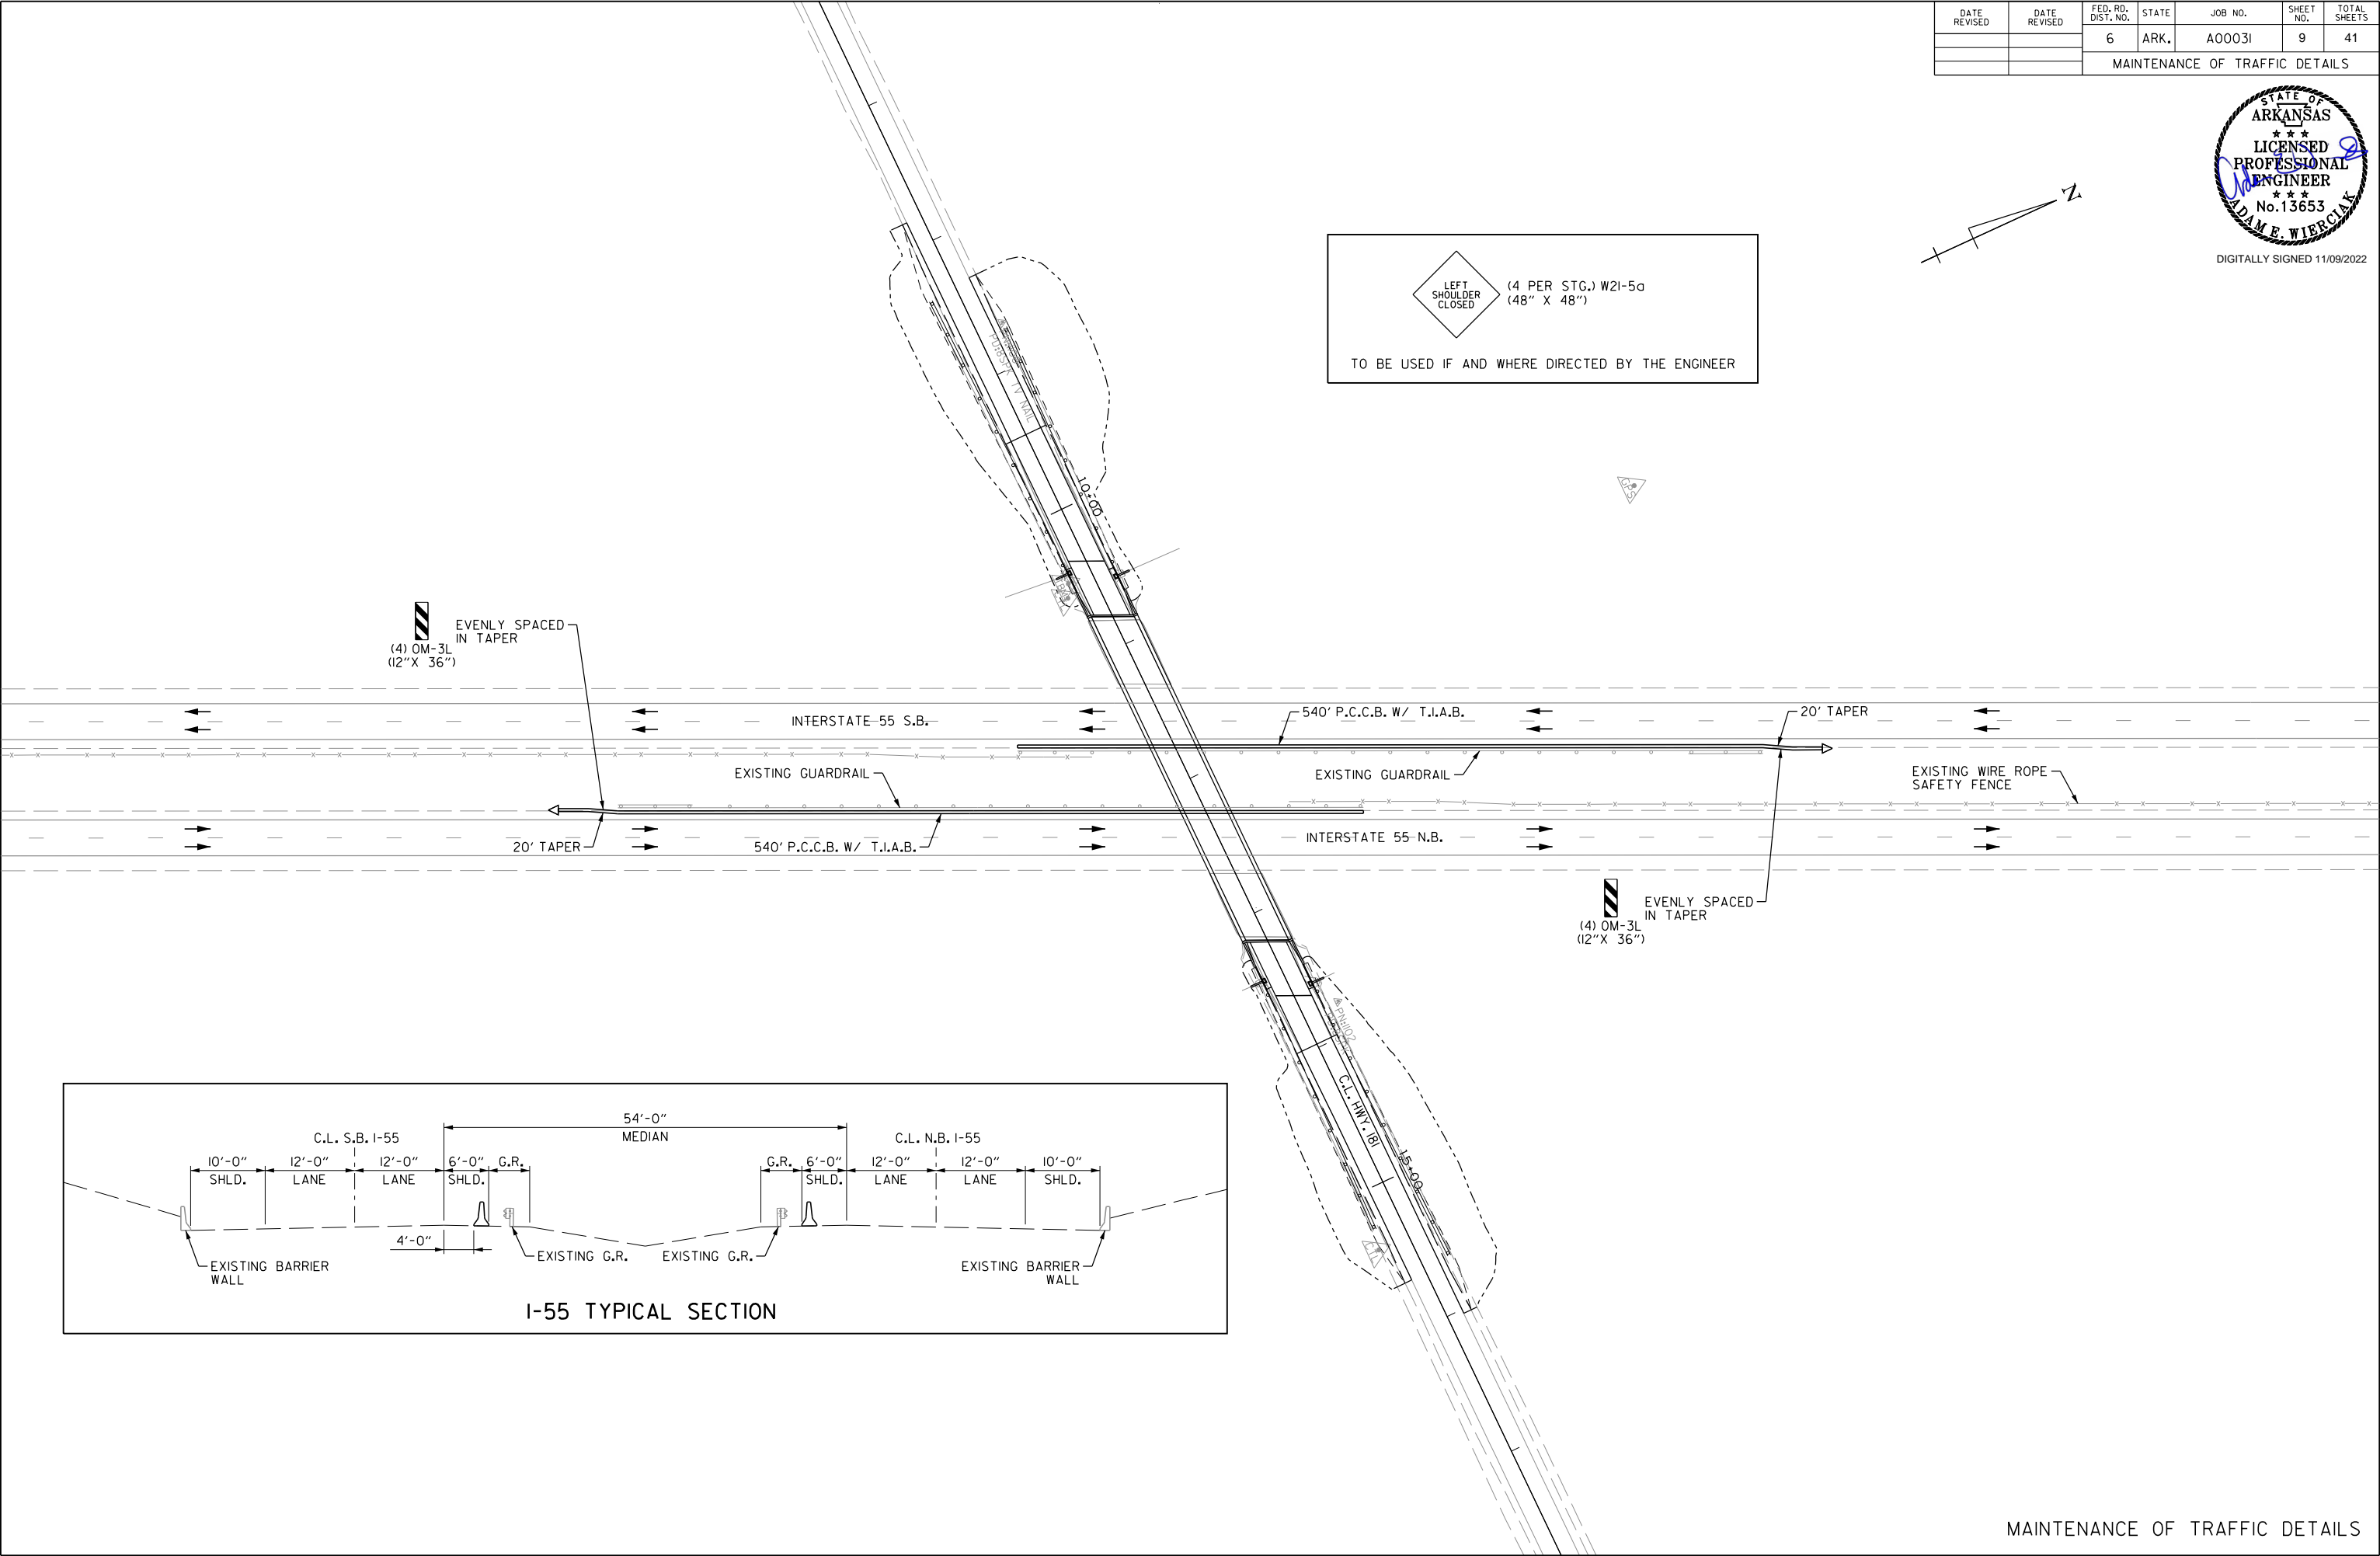 DATE REVISED
DATE REVISED
FED. RD. DIST. NO.
STATE
JOB NO.
SHEET NO.
TOTAL SHEETS
6
ARK.
A00031
9
41
MAINTENANCE OF TRAFFIC DETAILS
STATE OF
ARKANSAS
LICENSED
PROFESSIONAL
ENGINEER
No.13653
ADAM E. WIERCIAK
DIGITALLY SIGNED 11/09/2022
N
LEFT
SHOULDER
CLOSED
(4 PER STG.) W21-5a
(48" X 48")
TO BE USED IF AND WHERE DIRECTED BY THE ENGINEER
TV NAIL
10+00
GPS
EVENLY SPACED
IN TAPER
(4) OM-3L
(12"X 36")
INTERSTATE 55 S.B.
540' P.C.C.B. W/ T.I.A.B.
20' TAPER
EXISTING GUARDRAIL
EXISTING GUARDRAIL
EXISTING WIRE ROPE
SAFETY FENCE
20' TAPER
540' P.C.C.B. W/ T.I.A.B.
INTERSTATE 55 N.B.
EVENLY SPACED
IN TAPER
(4) OM-3L
(12"X 36")
PN:1102
C.L. HWY. 181
15+00
CTL
54'-0"
MEDIAN
C.L. S.B. I-55
C.L. N.B. I-55
10'-0"
SHLD.
12'-0"
LANE
12'-0"
LANE
6'-0"
SHLD.
G.R.
G.R.
6'-0"
SHLD.
12'-0"
LANE
12'-0"
LANE
10'-0"
SHLD.
4'-0"
EXISTING BARRIER
WALL
EXISTING G.R.
EXISTING G.R.
EXISTING BARRIER
WALL
I-55 TYPICAL SECTION
MAINTENANCE OF TRAFFIC DETAILS